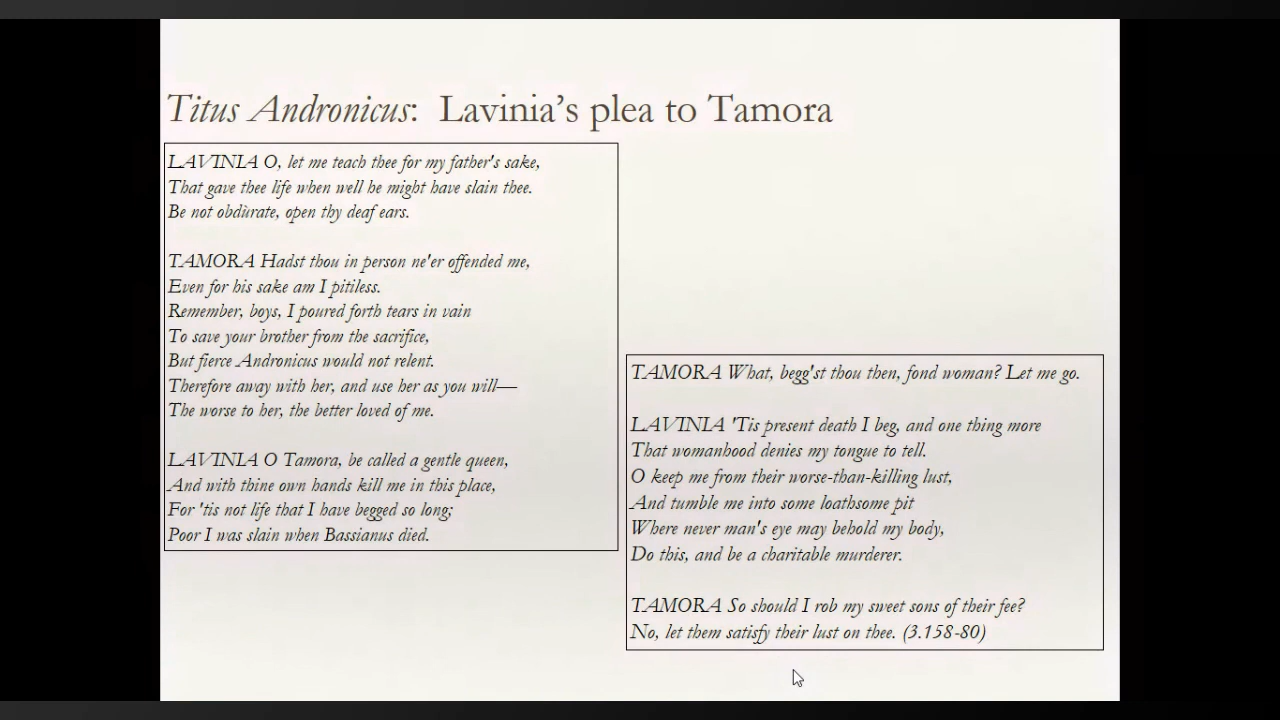 Titus Andronicus: Lavinia's plea to Tamora
LAVINIA O, let me teach thee for my father's sake,
That gave thee life when well he might have slain thee.
Be not obdùrate, open thy deaf ears.
TAMORA Hadst thou in person ne'er offended me,
Even for his sake am I pitiless.
Remember, boys, I poured forth tears in vain
To save your brother from the sacrifice,
But fierce Andronicus would not relent.
Therefore away with her, and use her as you will—
The worse to her, the better loved of me.
LAVINIA O Tamora, be called a gentle queen,
And with thine own hands kill me in this place,
For 'tis not life that I have begged so long;
Poor I was slain when Bassianus died.
TAMORA What, begg'st thou then, fond woman? Let me go.
LAVINIA 'Tis present death I beg, and one thing more
That womanhood denies my tongue to tell.
O keep me from their worse-than-killing lust,
And tumble me into some loathsome pit
Where never man's eye may behold my body,
Do this, and be a charitable murderer.
TAMORA So should I rob my sweet sons of their fee?
No, let them satisfy their lust on thee. (3.158-80)